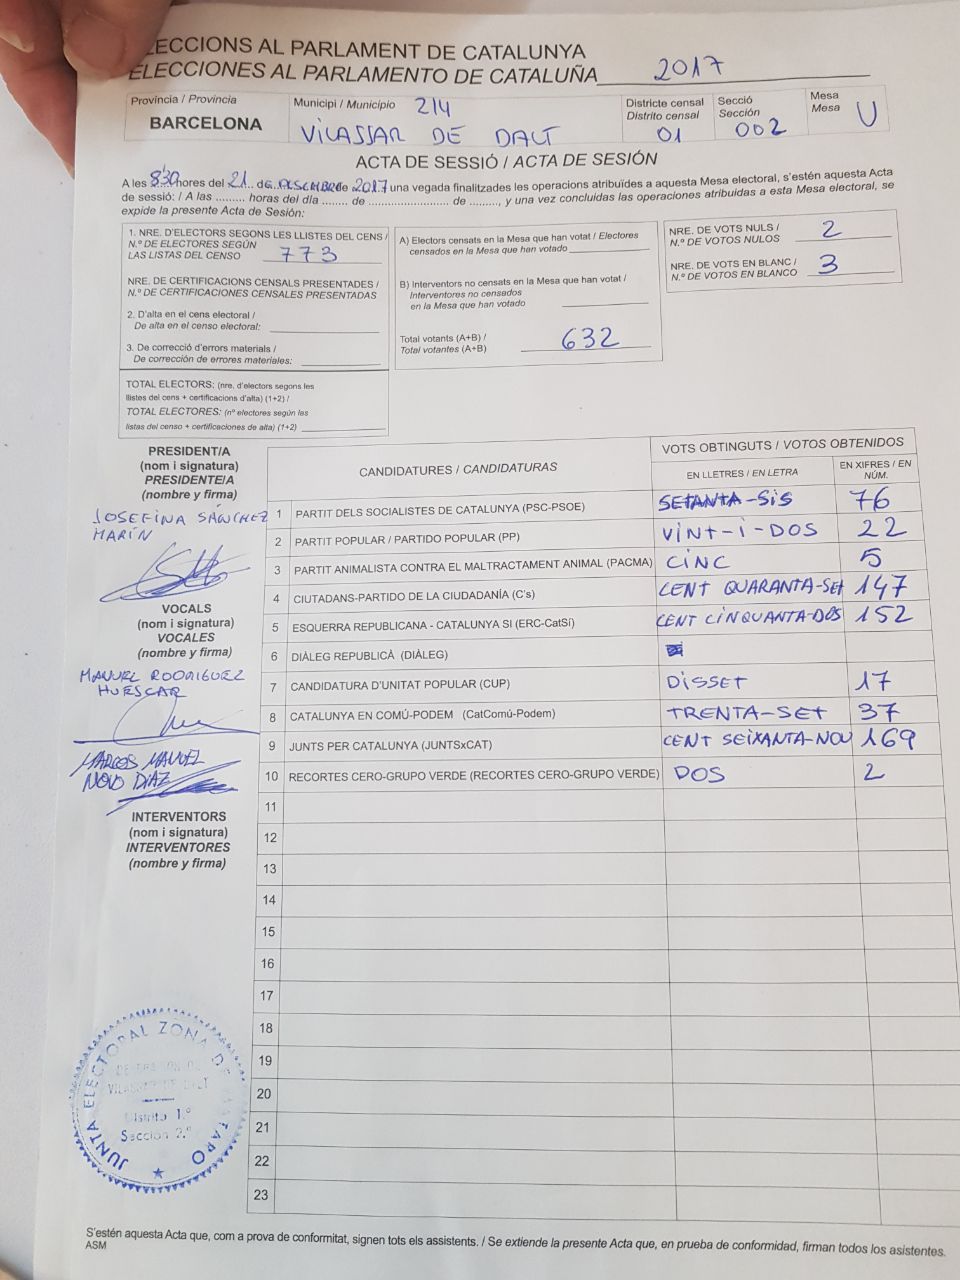 LECCIONS AL PARLAMENT DE CATALUNYA
ELECCIONES AL PARLAMENTO DE CATALUÑA 2017
Provincia / Provincia
BARCELONA
Municipi / Municipio 214
VILASSAR DE DALT
Districte censal
Distrito censal
01
Secció
Sección
002
Mesa
Mesa
U
ACTA DE SESSIÓ / ACTA DE SESIÓN
A les 830 hores del 21 de DESEMBRE de 2017 una vegada finalitzades les operacions atribuïdes a aquesta Mesa electoral, s'estén aquesta Acta
de sessió: / A las ......... horas del día ........ de .................... de ........., y una vez concluidas las operaciones atribuidas a esta Mesa electoral, se
expide la presente Acta de Sesión:
1. NRE. D'ELECTORS SEGONS LES LLISTES DEL CENS /
N.º DE ELECTORES SEGÚN
LAS LISTAS DEL CENSO 773
NRE. DE CERTIFICACIONS CENSALS PRESENTADES /
N.º DE CERTIFICACIONES CENSALES PRESENTADAS
2. D'alta en el cens electoral /
De alta en el censo electoral:
3. De correcció d'errors materials /
De corrección de errores materiales:
TOTAL ELECTORS: (nre. d'electors segons les
llistes del cens + certificacions d'alta) (1+2) /
TOTAL ELECTORES: (nº electores según las
listas del censo + certificaciones de alta) (1+2)
A) Electors censats en la Mesa que han votat / Electores
censados en la Mesa que han votado
B) Interventors no censats en la Mesa que han votat /
Interventores no censados
en la Mesa que han votado
Total votants (A+B) /
Total votantes (A+B) 632
NRE. DE VOTS NULS /
N.º DE VOTOS NULOS 2
NRE. DE VOTS EN BLANC /
N.º DE VOTOS EN BLANCO 3
PRESIDENT/A
(nom i signatura)
PRESIDENTE/A
(nombre y firma)
JOSEFINA SÁNCHEZ
MARÍN
VOCALS
(nom i signatura)
VOCALES
(nombre y firma)
MANUEL RODRIGUEZ
HUESCAR
MARCOS MANUEL
NOVO DIAZ
INTERVENTORS
(nom i signatura)
INTERVENTORES
(nombre y firma)
CANDIDATURES / CANDIDATURAS
VOTS OBTINGUTS / VOTOS OBTENIDOS
EN LLETRES / EN LETRA
EN XIFRES / EN
NÚM.
1 PARTIT DELS SOCIALISTES DE CATALUNYA (PSC-PSOE) SETANTA-SIS 76
2 PARTIT POPULAR / PARTIDO POPULAR (PP) VINT-I-DOS 22
3 PARTIT ANIMALISTA CONTRA EL MALTRACTAMENT ANIMAL (PACMA) CINC 5
4 CIUTADANS-PARTIDO DE LA CIUDADANÍA (C's) CENT QUARANTA-SET 147
5 ESQUERRA REPUBLICANA - CATALUNYA SI (ERC-CatSí) CENT CINQUANTA-DOS 152
6 DIÀLEG REPUBLICÀ (DIÀLEG)
7 CANDIDATURA D'UNITAT POPULAR (CUP) DISSET 17
8 CATALUNYA EN COMÚ-PODEM (CatComú-Podem) TRENTA-SET 37
9 JUNTS PER CATALUNYA (JUNTSxCAT) CENT SEIXANTA-NOU 169
10 RECORTES CERO-GRUPO VERDE (RECORTES CERO-GRUPO VERDE) DOS 2
11
12
13
14
15
16
17
18
19
20
21
22
23
JUNTA ELECTORAL ZONA DE MATARO
VILASSAR DE DALT
Distrito 1.º
Sección 2.º
S'estén aquesta Acta que, com a prova de conformitat, signen tots els assistents. / Se extiende la presente Acta que, en prueba de conformidad, firman todos los asistentes.
ASM